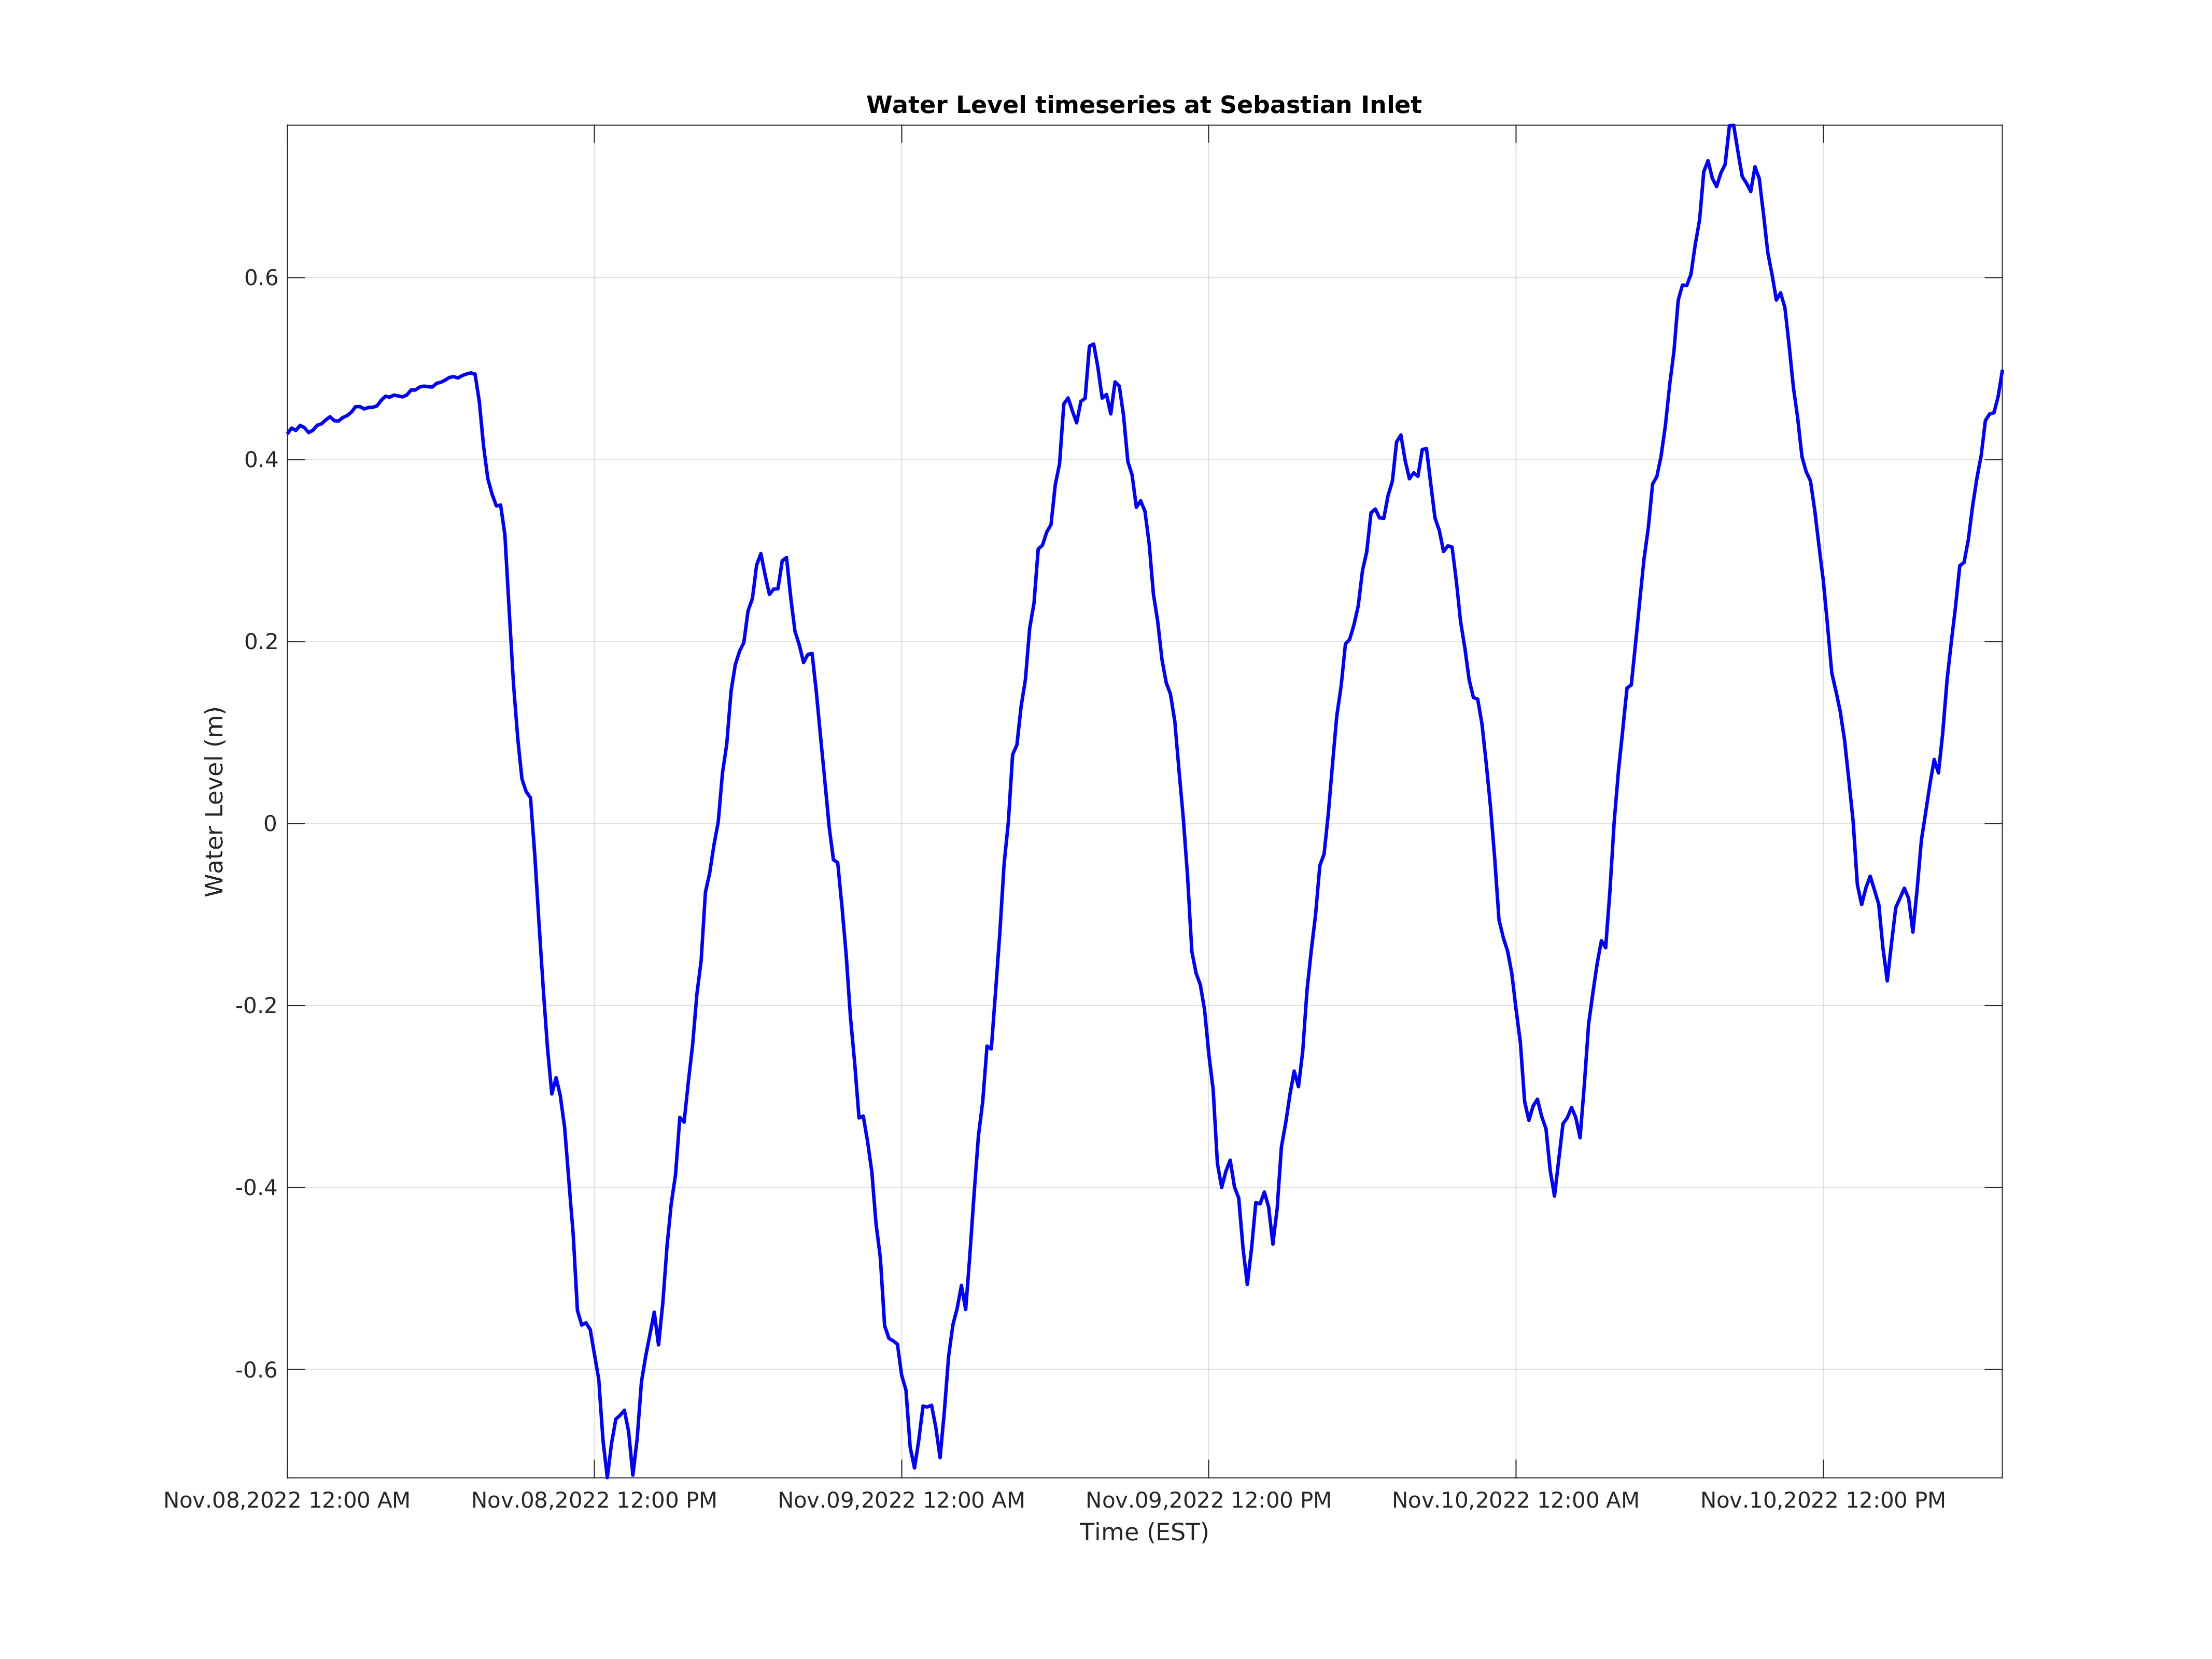 Water Level timeseries at Sebastian Inlet
0.6
0.4
0.2
0
-0.2
-0.4
-0.6
Water Level (m)
Nov.08,2022 12:00 AM
Nov.08,2022 12:00 PM
Nov.09,2022 12:00 AM
Nov.09,2022 12:00 PM
Nov.10,2022 12:00 AM
Nov.10,2022 12:00 PM
Time (EST)